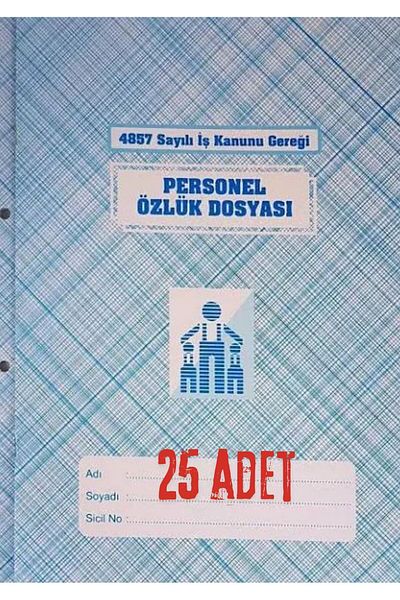 4857 Sayılı İş Kanunu Gereği
PERSONEL
ÖZLÜK DOSYASI
25 ADET
Adı :
Soyadı :
Sicil No :